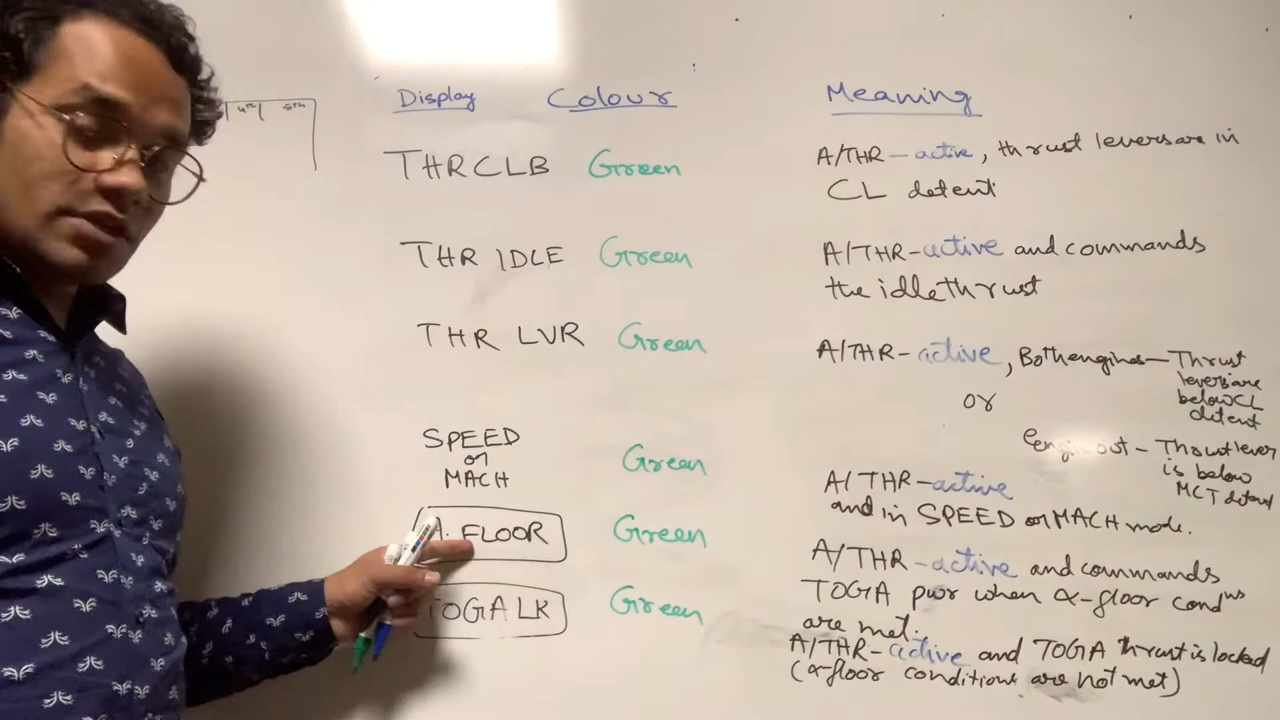 4th 5th
Display Colour Meaning
THR CLB Green A/THR - active, thrust levers are in
CL detent
THR IDLE Green A/THR - active and commands
the idle thrust
THR LVR Green A/THR - active, Both engines - Thrust
levers are
below CL
detent
or
Eengine out - Thrust lever
is below
MCT detent
SPEED
or
MACH
Green
A/THR - active
and in SPEED or MACH mode.
A. FLOOR Green A/THR - active and commands
TOGA pwr when α-floor condns
are met.
TOGA LK Green A/THR - active and TOGA thrust is locked
(α-floor conditions are not met)